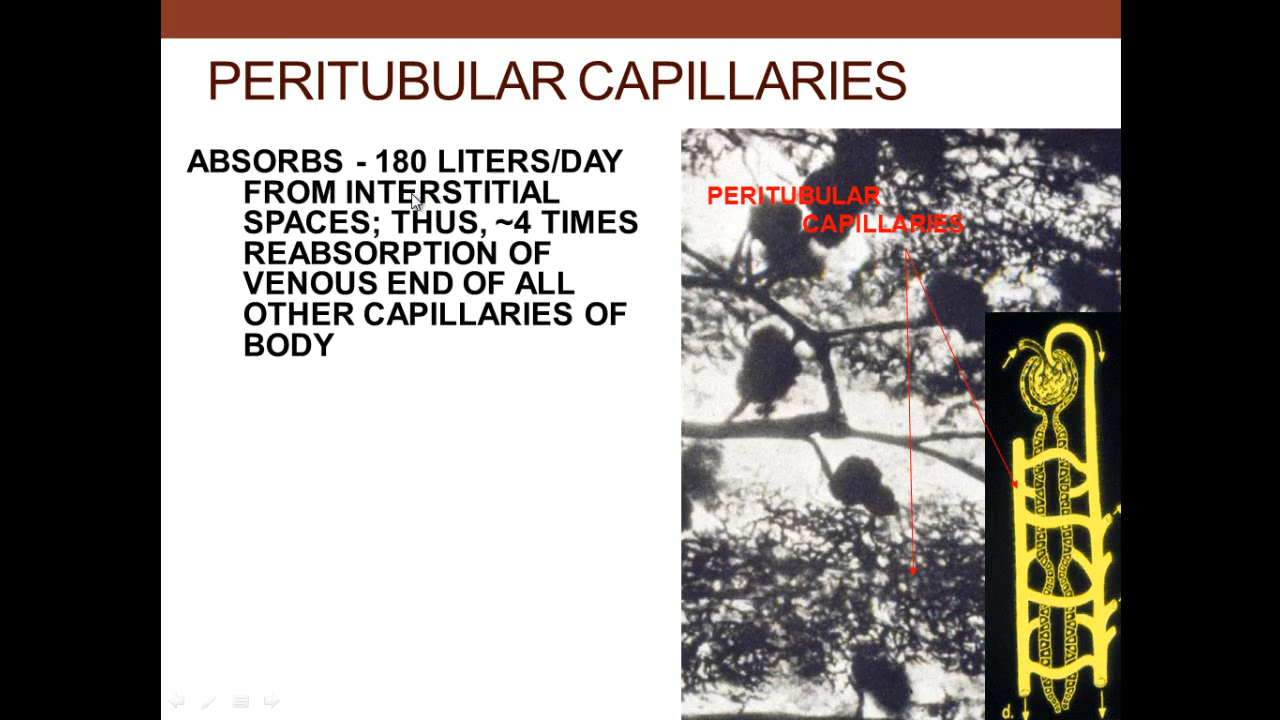 PERITUBULAR CAPILLARIES
ABSORBS - 180 LITERS/DAY
FROM INTERSTITIAL
SPACES; THUS, ~4 TIMES
REABSORPTION OF
VENOUS END OF ALL
OTHER CAPILLARIES OF
BODY
PERITUBULAR
CAPILLARIES
d.